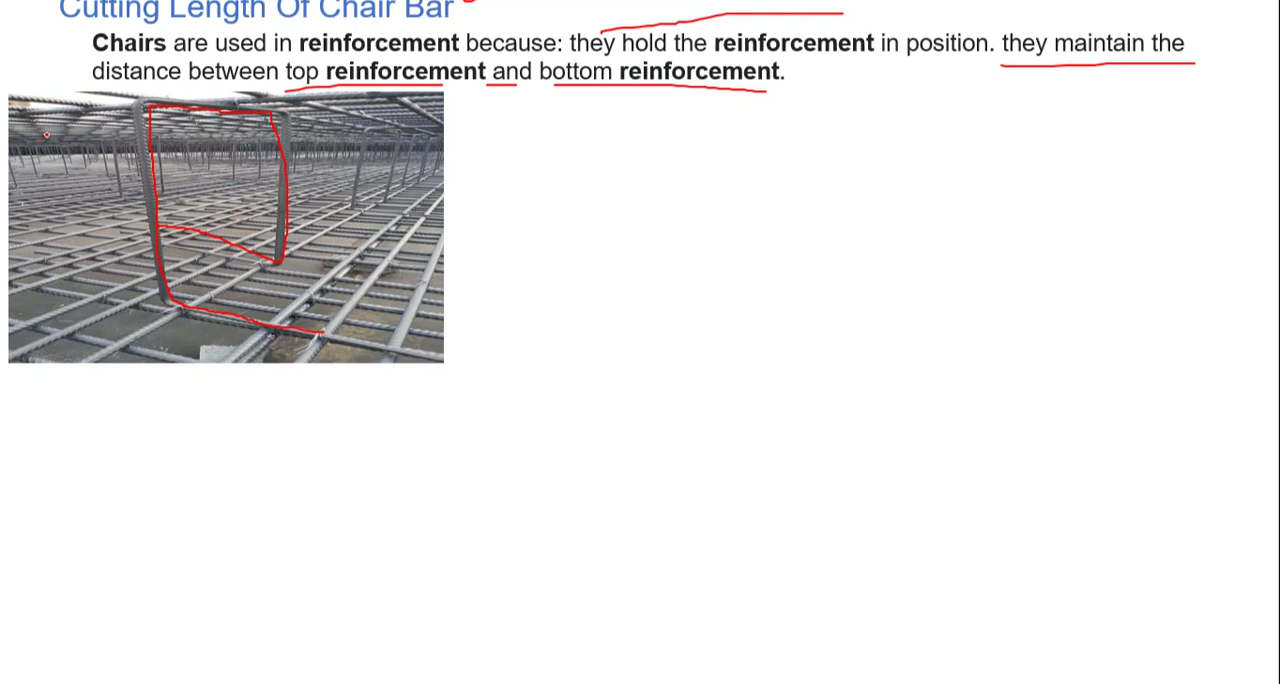 Cutting Length Of Chair Bar
Chairs are used in reinforcement because: they hold the reinforcement in position. they maintain the
distance between top reinforcement and bottom reinforcement.